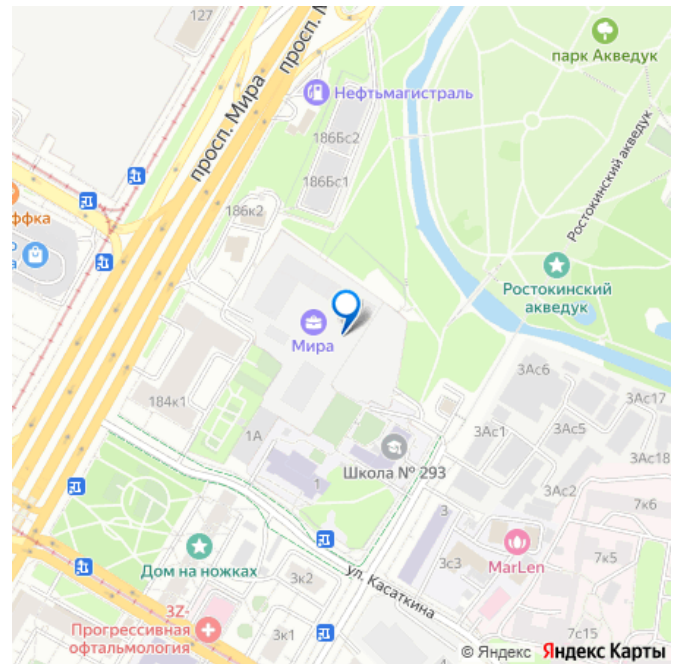 127
просп. Мира
просп. М
парк Акведук
Нефтьмагистраль
186Бс2
186Бс1
Ростокинский акведук
186к2
ффка
Ростокинский
акведук
Мира
3Ас6
184к1
3Ас17
1А
3Ас1
3Ас5
Школа № 293
3Ас18
1
3Ас2
7к6
3
Дом на ножках
MarLen
3к2
3с3
7к5
ул. Касаткина
3Z-
Прогрессивная
офтальмология
3к1
7с15
© Яндекс Яндекс Карты